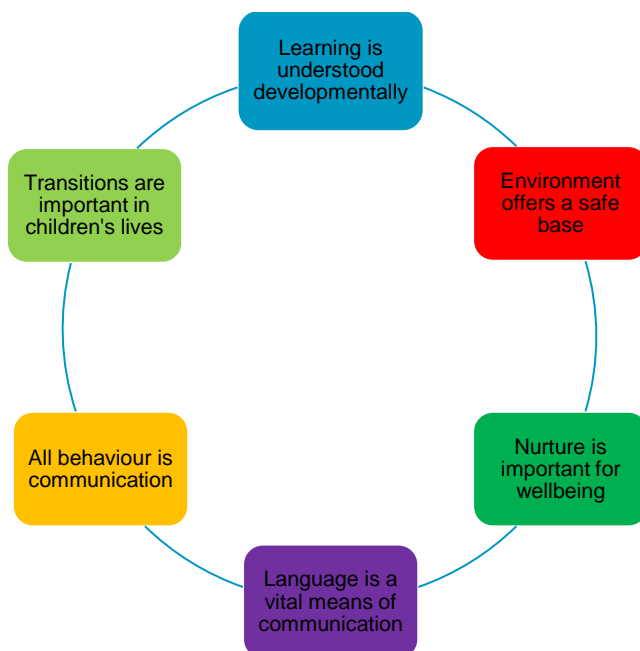 Learning is
understood
developmentally
Environment
offers a safe
base
Nurture is
important for
wellbeing
Language is a
vital means of
communication
All behaviour is
communication
Transitions are
important in
children's lives